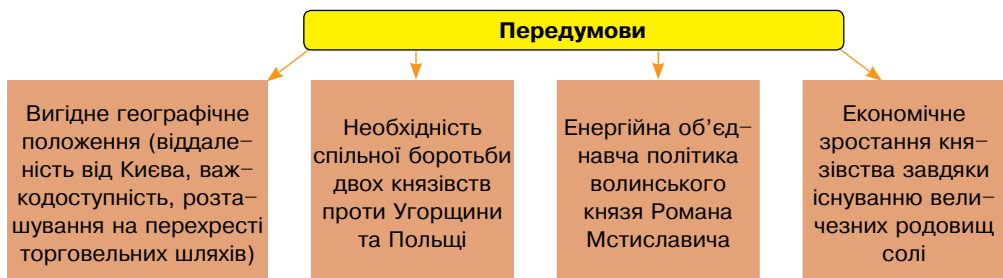 Передумови
Вигідне географічне
положення (віддале-
ність від Києва, важ-
кодоступність, розта-
шування на перехресті
торговельних шляхів)
Необхідність
спільної боротьби
двох князівств
проти Угорщини
та Польщі
Енергійна об’єд-
навча політика
волинського
князя Романа
Мстиславича
Економічне
зростання кня-
зівства завдяки
існуванню вели-
чезних родовищ
солі